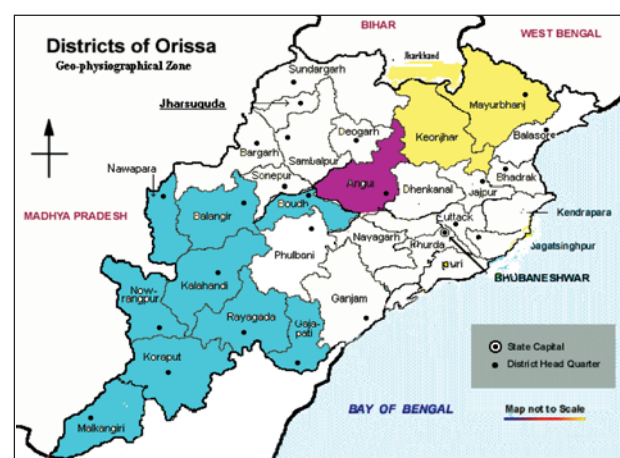 Districts of Orissa
Geo-physiographical Zone
BIHAR
WEST BENGAL
Jharkhand
Sundargarh
Jharsuquda
Mayurbhanj
Keonjhar
Balasore
Deogarh
Bargarh
Sambalpur
Nawapara
Sonepur
Angul
Bhadrak
Boudh
Dhenkanal
Jajpur
MADHYA PRADESH
Balangir
Kendrapara
Cuttack
Nayagarh
Jagatsinghpur
Phulbani
Khurda
Puri
BHUBANESHWAR
Kalahandi
Now-
rangpur
Ganjam
Rayagada
Gaja-
pati
State Capital
Koraput
District Head Quarter
BAY OF BENGAL
Map not to Scale
Malkangiri